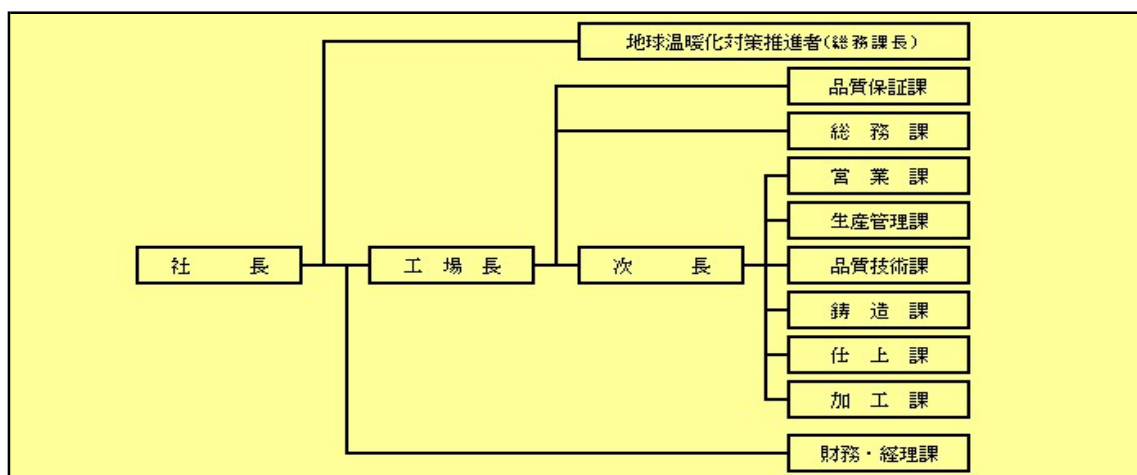 地球温暖化対策推進者(総務課長)
品質保証課
総務課
営業課
生産管理課
社長
工場長
次長
品質技術課
鋳造課
仕上課
加工課
財務・経理課